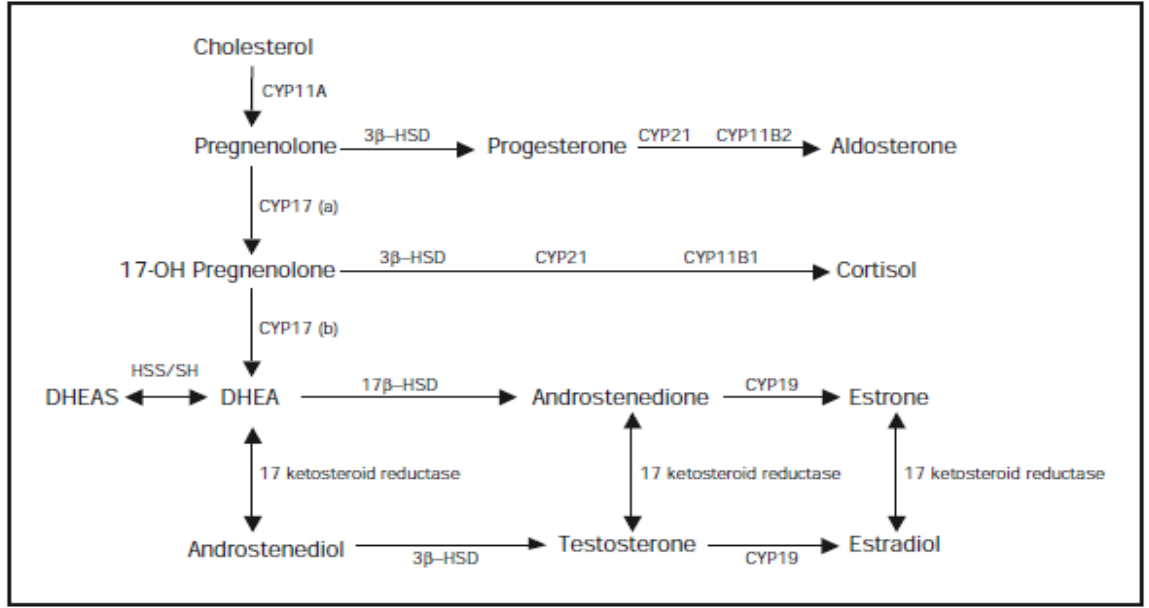 Cholesterol
CYP11A
Pregnenolone 3β–HSD Progesterone CYP21 CYP11B2 Aldosterone
CYP17 (a)
17-OH Pregnenolone 3β–HSD CYP21 CYP11B1 Cortisol
CYP17 (b)
HSS/SH
DHEAS DHEA 17β–HSD Androstenedione CYP19 Estrone
17 ketosteroid reductase 17 ketosteroid reductase 17 ketosteroid reductase
Androstenediol 3β–HSD Testosterone CYP19 Estradiol